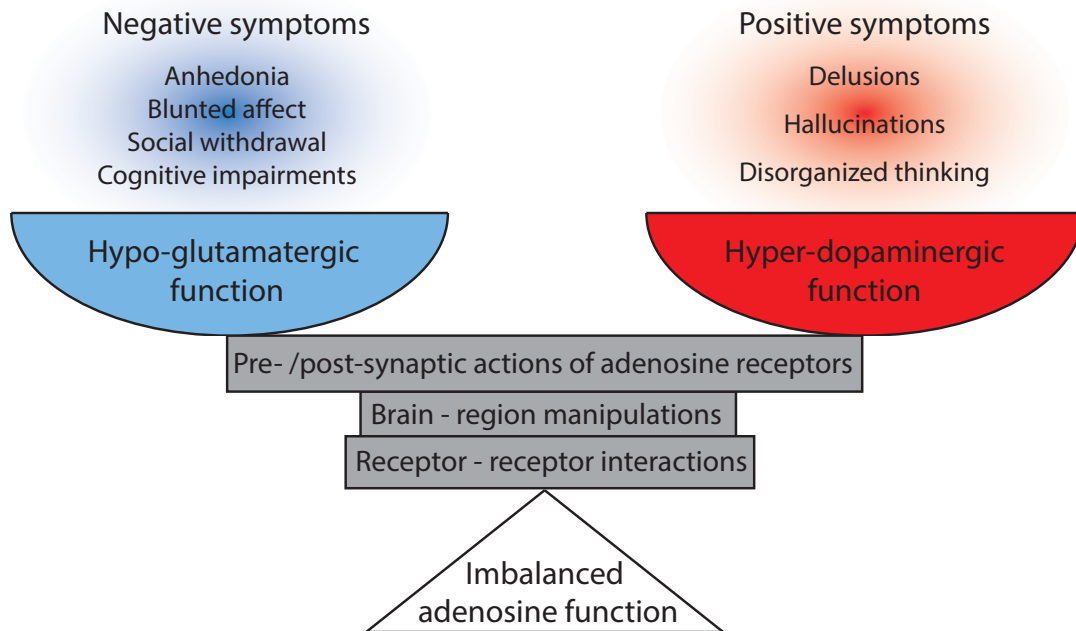 Negative symptoms
Anhedonia
Blunted affect
Social withdrawal
Cognitive impairments
Hypo-glutamatergic
function
Positive symptoms
Delusions
Hallucinations
Disorganized thinking
Hyper-dopaminergic
function
Pre- /post-synaptic actions of adenosine receptors
Brain - region manipulations
Receptor - receptor interactions
Imbalanced
adenosine function